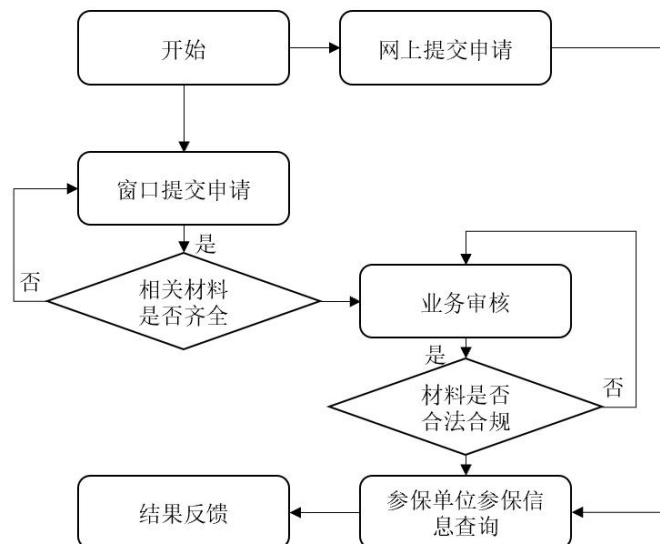 开始
网上提交申请
窗口提交申请
是
否
相关材料
是否齐全
业务审核
是
材料是否
合法合规
否
结果反馈
参保单位参保信
息查询